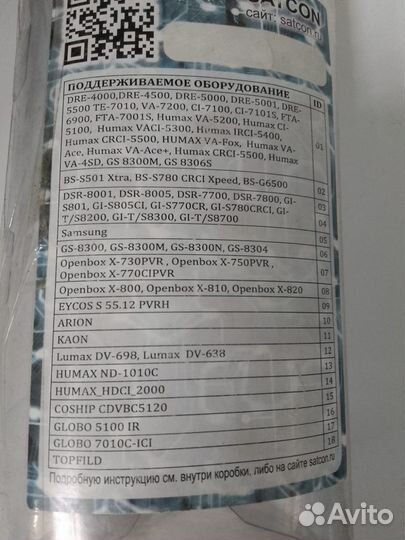 SATCON
сайт: satcon.ru
ПОДДЕРЖИВАЕМОЕ ОБОРУДОВАНИЕ ID
DRE-4000,DRE-4500, DRE-5000, DRE-5001, DRE-
5500 TE-7010, VA-7200, CI-7100, CI-7101S, FTA-
6900, FTA-7001S, Humax VA-5200, Humax CI-
5100, Humax VACI-5300, Humax IRCI-5400,
Humax CRCI-5500, HUMAX VA-Fox, Humax VA-
Ace, Humax VA-Ace+, Humax CRCI-5500, Humax
VA-4SD, GS 8300M, GS 8306S 01
BS-S501 Xtra, BS-S780 CRCI Xpeed, BS-G6500 02
DSR-8001, DSR-8005, DSR-7700, DSR-7800, GI-
S801, GI-S805CI, GI-S770CR, GI-S780CRCI, GI-
T/S8200, GI-T/S8300, GI-T/S8700 03
04
Samsung 05
GS-8300, GS-8300M, GS-8300N, GS-8304 06
Openbox X-730PVR , Openbox X-750PVR ,
Openbox X-770CIPVR 07
Openbox X-800, Openbox X-810, Openbox X-820 08
EYCOS S 55.12 PVRH 09
ARION 10
KAON 11
Lumax DV-698, Lumax DV-638 12
HUMAX ND-1010C 13
HUMAX_HDCI_2000 14
COSHIP CDVBC5120 15
GLOBO 5100 IR 16
GLOBO 7010C-ICI 17
TOPFILD 18
Подробную инструкцию см. внутри коробки, либо на сайте satcon.ru
Avito